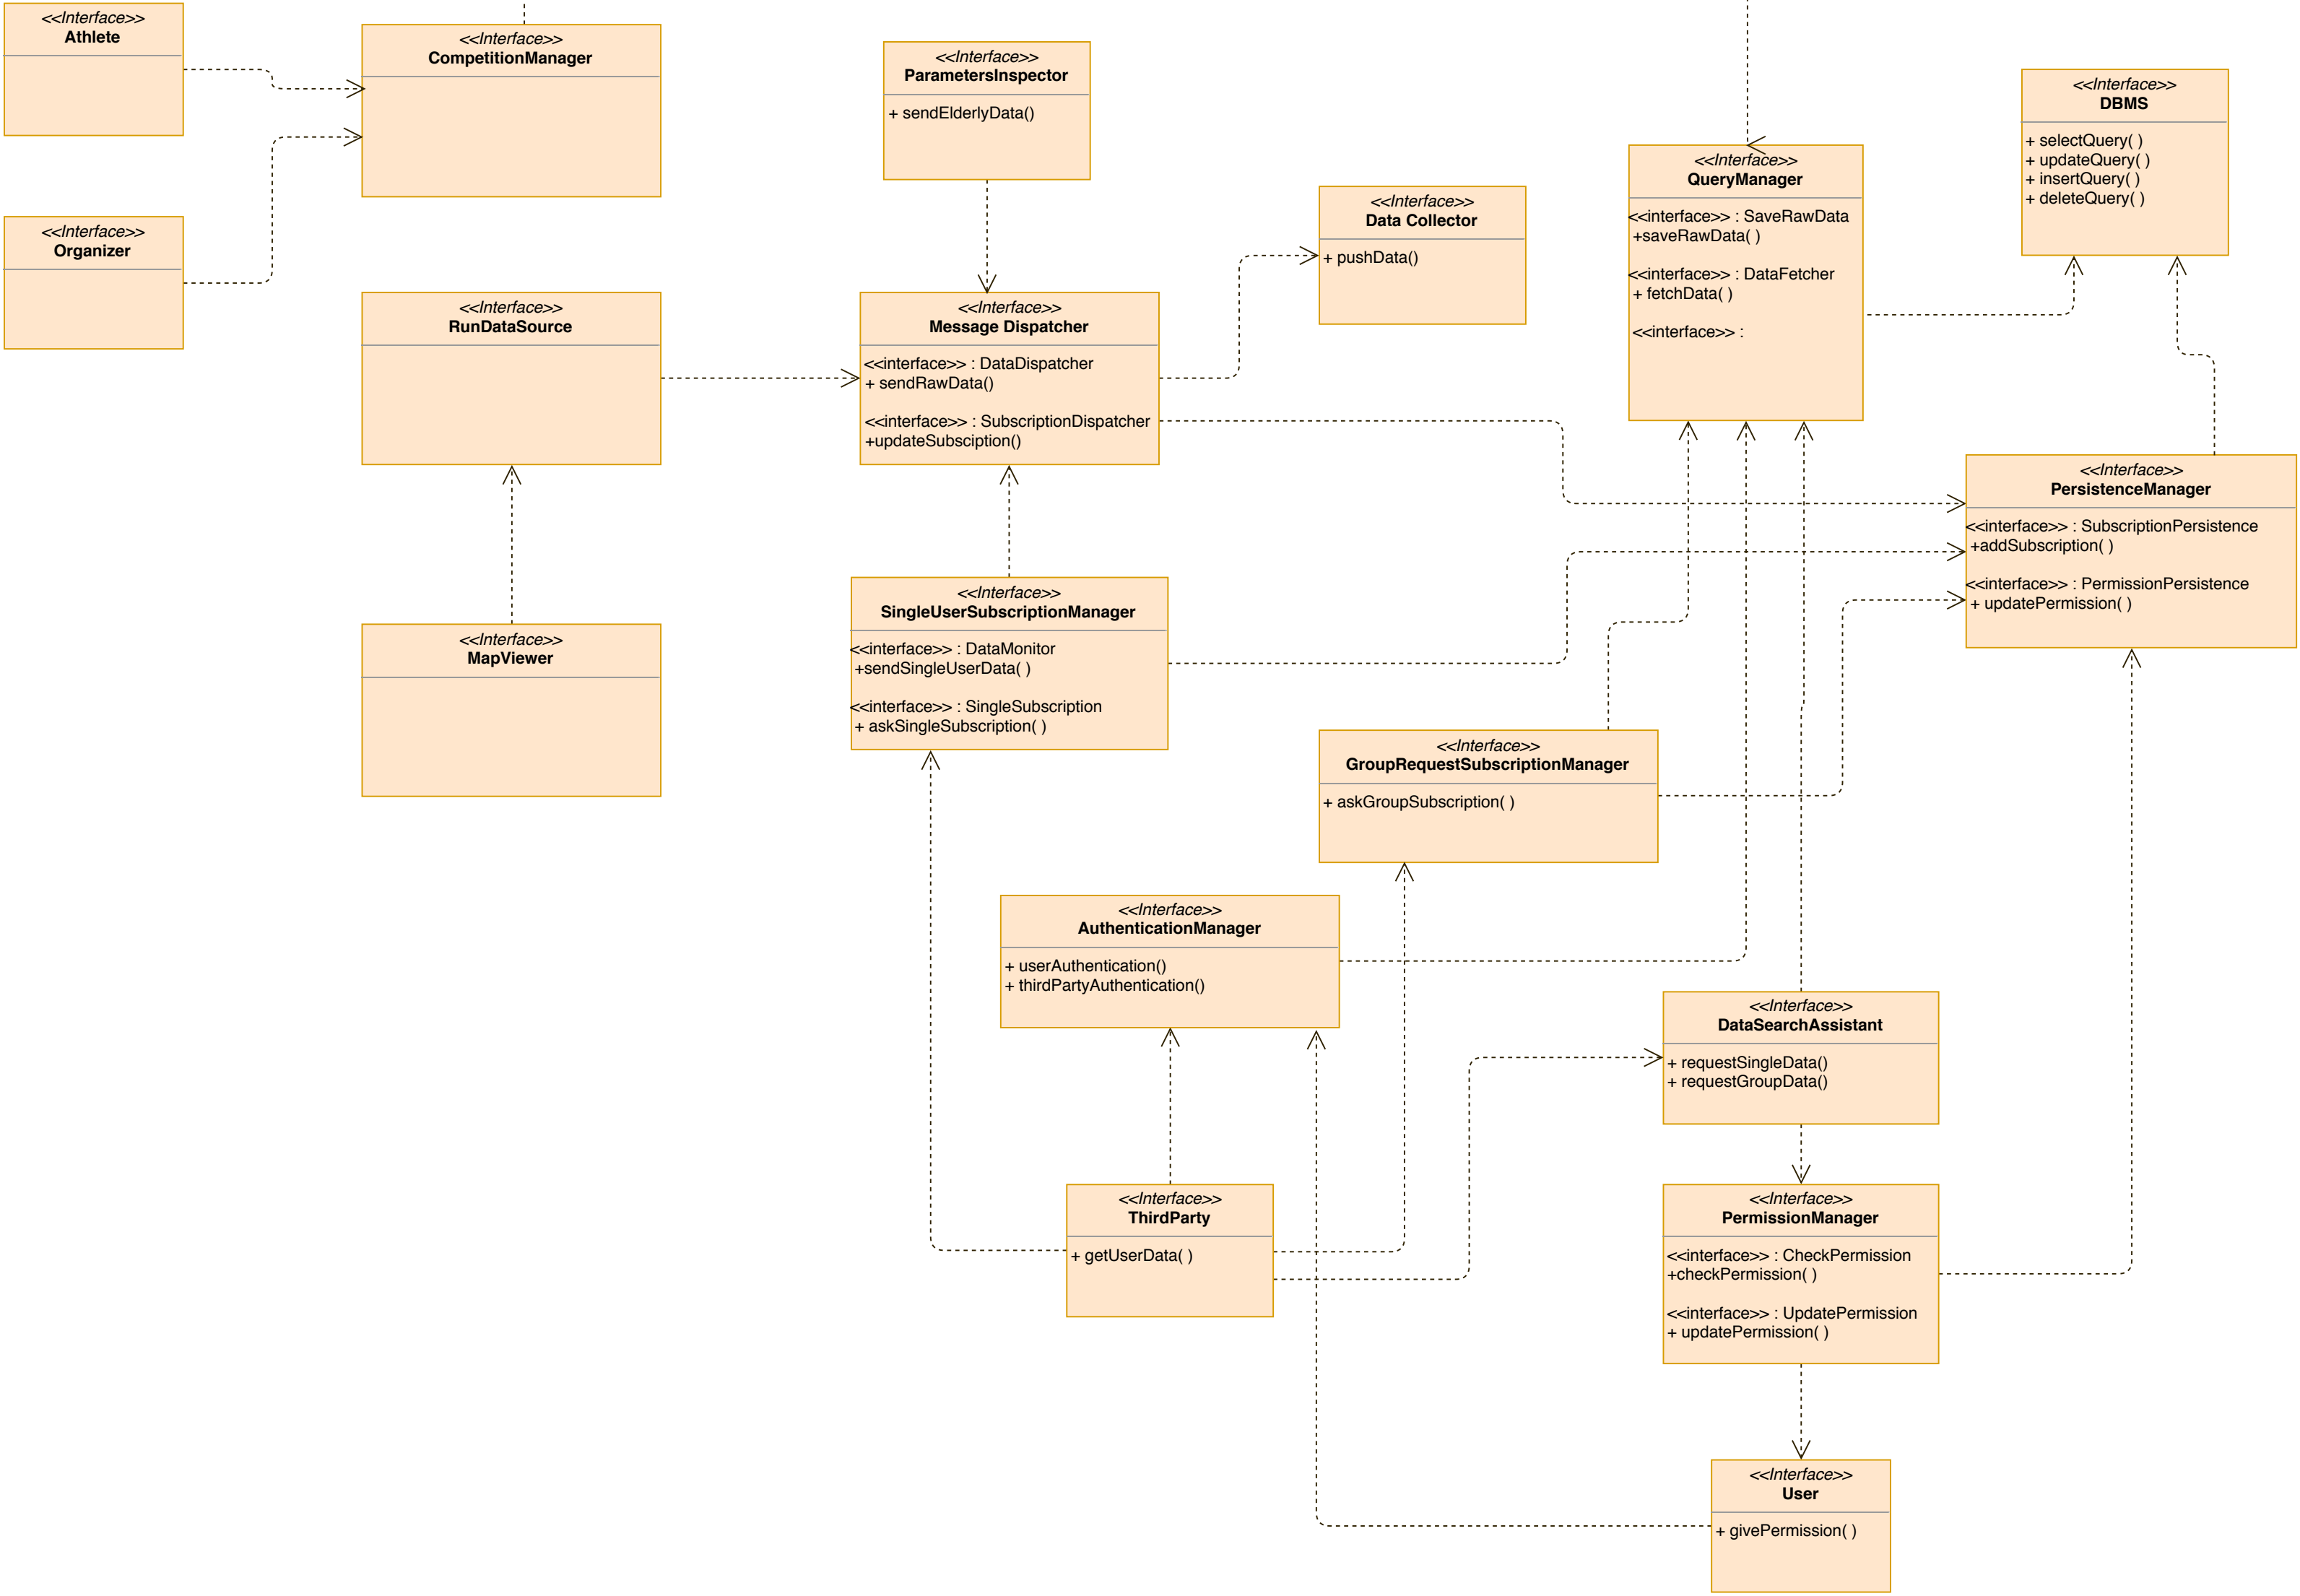 <<Interface>>
Athlete
<<Interface>>
CompetitionManager
<<Interface>>
ParametersInspector
+ sendElderlyData()
<<Interface>>
DBMS
+ selectQuery( )
+ updateQuery( )
+ insertQuery( )
+ deleteQuery( )
<<Interface>>
QueryManager
<<interface>> : SaveRawData
+saveRawData( )
<<interface>> : DataFetcher
+ fetchData( )
<<interface>> :
<<Interface>>
Data Collector
+ pushData()
<<Interface>>
Organizer
<<Interface>>
RunDataSource
<<Interface>>
Message Dispatcher
<<interface>> : DataDispatcher
+ sendRawData()
<<interface>> : SubscriptionDispatcher
+updateSubsciption()
<<Interface>>
PersistenceManager
<<interface>> : SubscriptionPersistence
+addSubscription( )
<<interface>> : PermissionPersistence
+ updatePermission( )
<<Interface>>
SingleUserSubscriptionManager
<<interface>> : DataMonitor
+sendSingleUserData( )
<<interface>> : SingleSubscription
+ askSingleSubscription( )
<<Interface>>
MapViewer
<<Interface>>
GroupRequestSubscriptionManager
+ askGroupSubscription( )
<<Interface>>
AuthenticationManager
+ userAuthentication()
+ thirdPartyAuthentication()
<<Interface>>
DataSearchAssistant
+ requestSingleData()
+ requestGroupData()
<<Interface>>
ThirdParty
+ getUserData( )
<<Interface>>
PermissionManager
<<interface>> : CheckPermission
+checkPermission( )
<<interface>> : UpdatePermission
+ updatePermission( )
<<Interface>>
User
+ givePermission( )